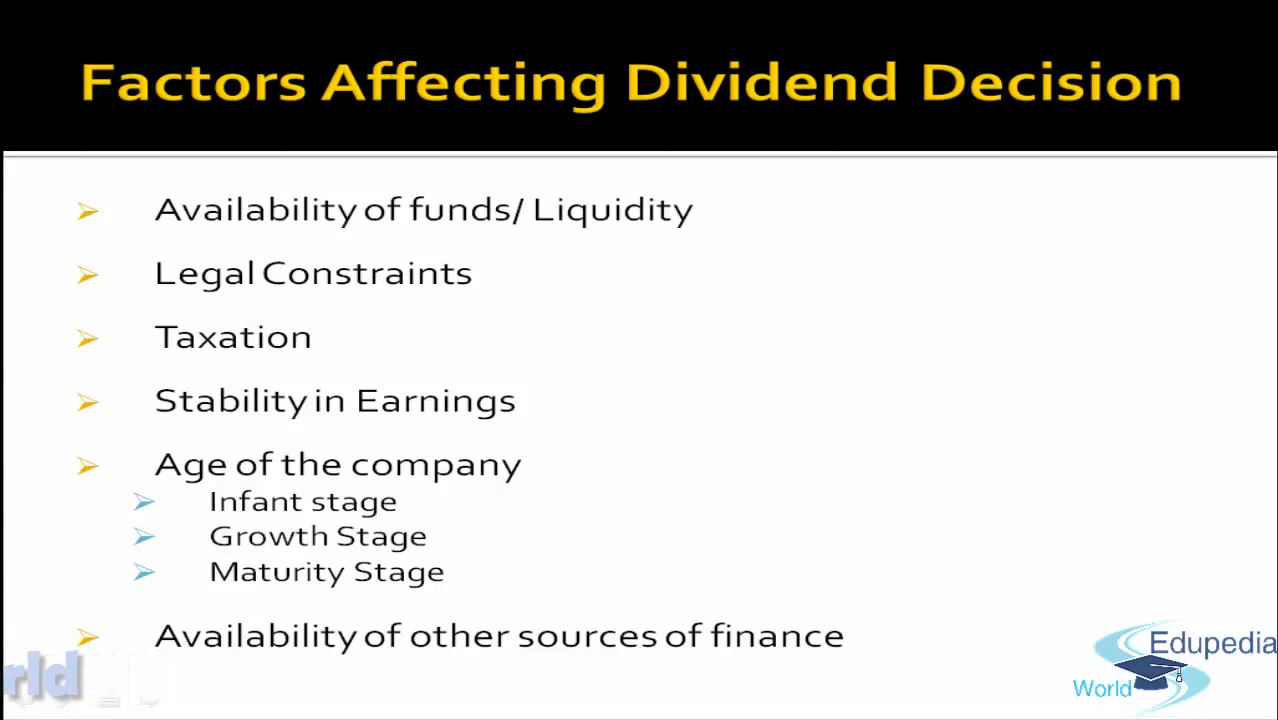 Factors Affecting Dividend Decision
Availability of funds/ Liquidity
Legal Constraints
Taxation
Stability in Earnings
Age of the company
Infant stage
Growth Stage
Maturity Stage
Availability of other sources of finance
rld
Edupedia
World